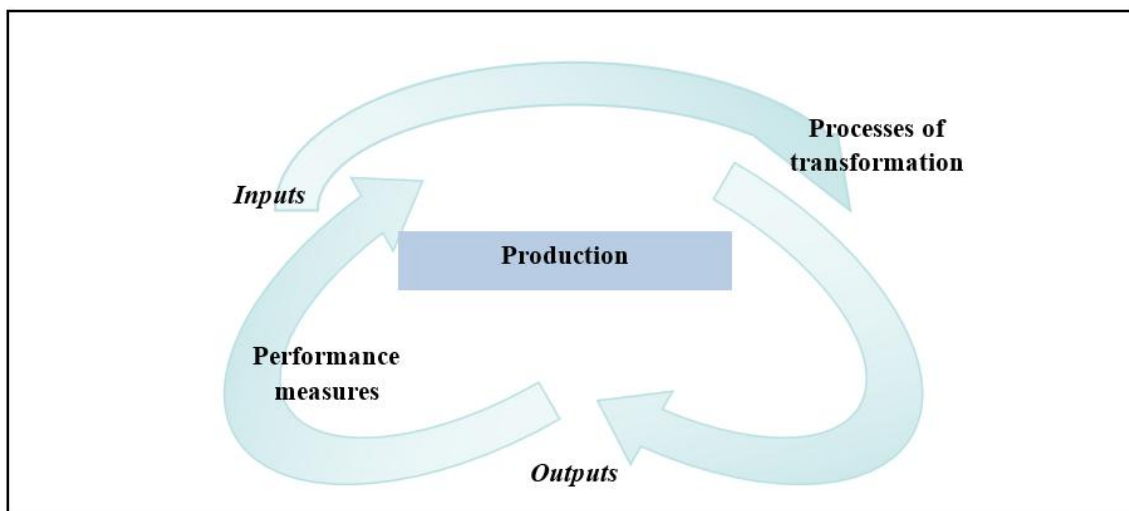 Processes of
transformation
Inputs
Production
Performance
measures
Outputs